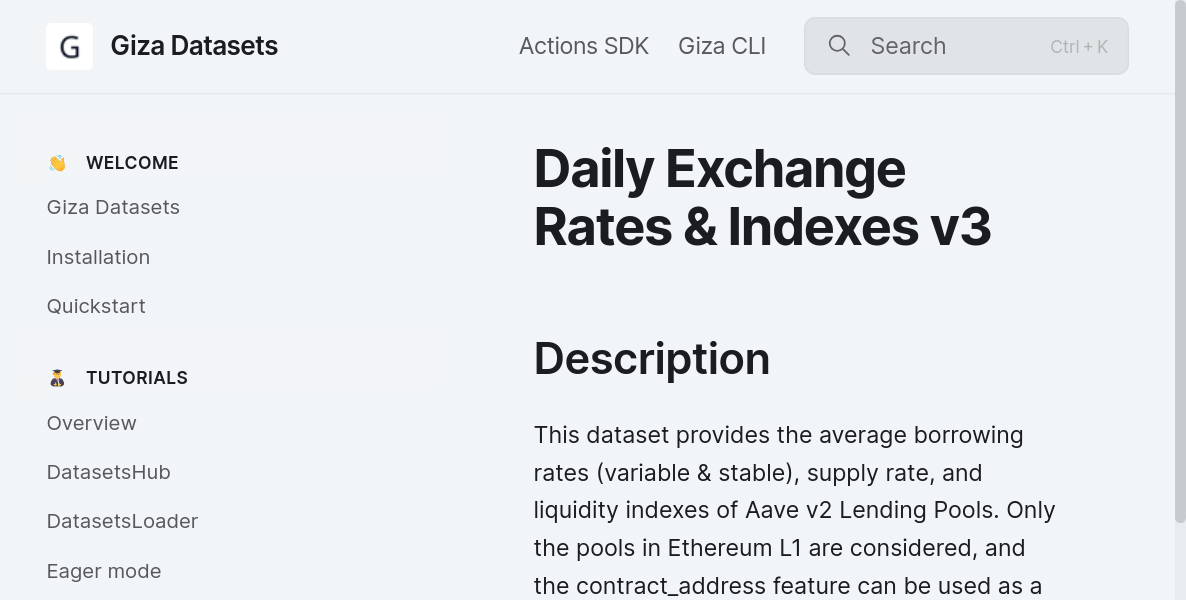 G Giza Datasets
Actions SDK Giza CLI Search Ctrl + K
WELCOME
Giza Datasets
Installation
Quickstart
TUTORIALS
Overview
DatasetsHub
DatasetsLoader
Eager mode
Daily Exchange
Rates & Indexes v3
Description
This dataset provides the average borrowing
rates (variable & stable), supply rate, and
liquidity indexes of Aave v2 Lending Pools. Only
the pools in Ethereum L1 are considered, and
the contract_address feature can be used as a